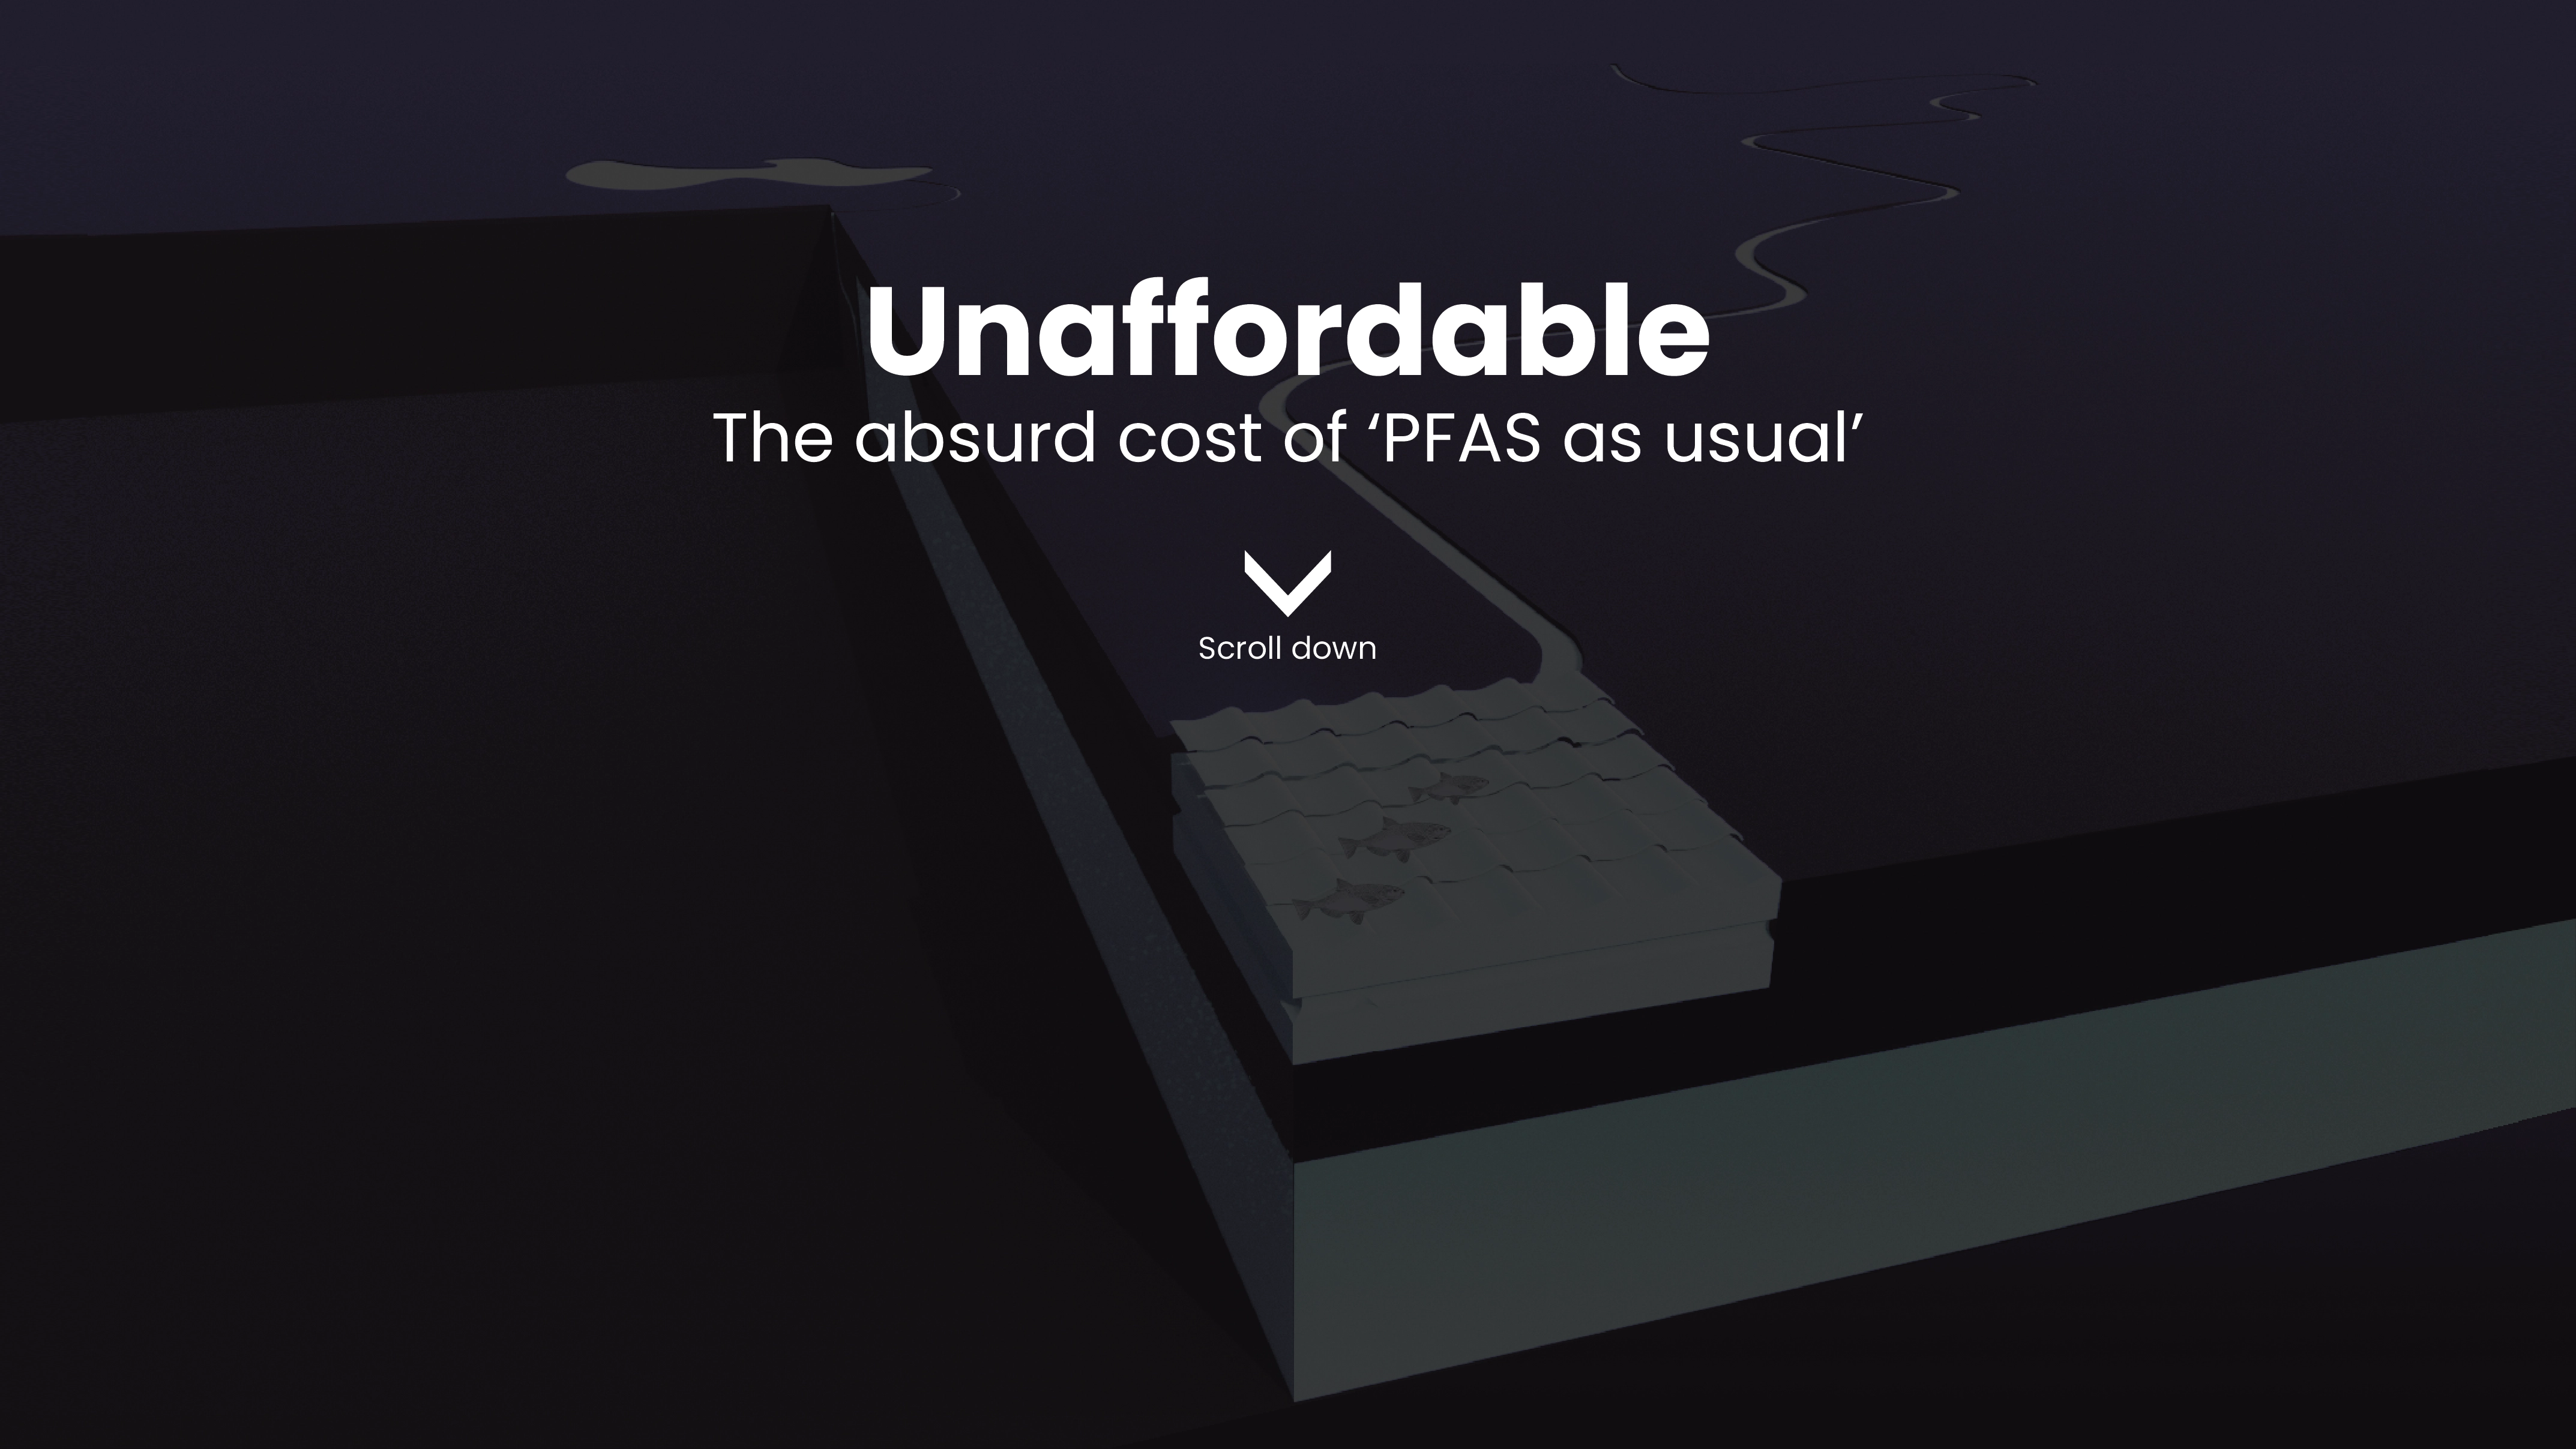 Unaffordable
The absurd cost of ‘PFAS as usual’
Scroll down